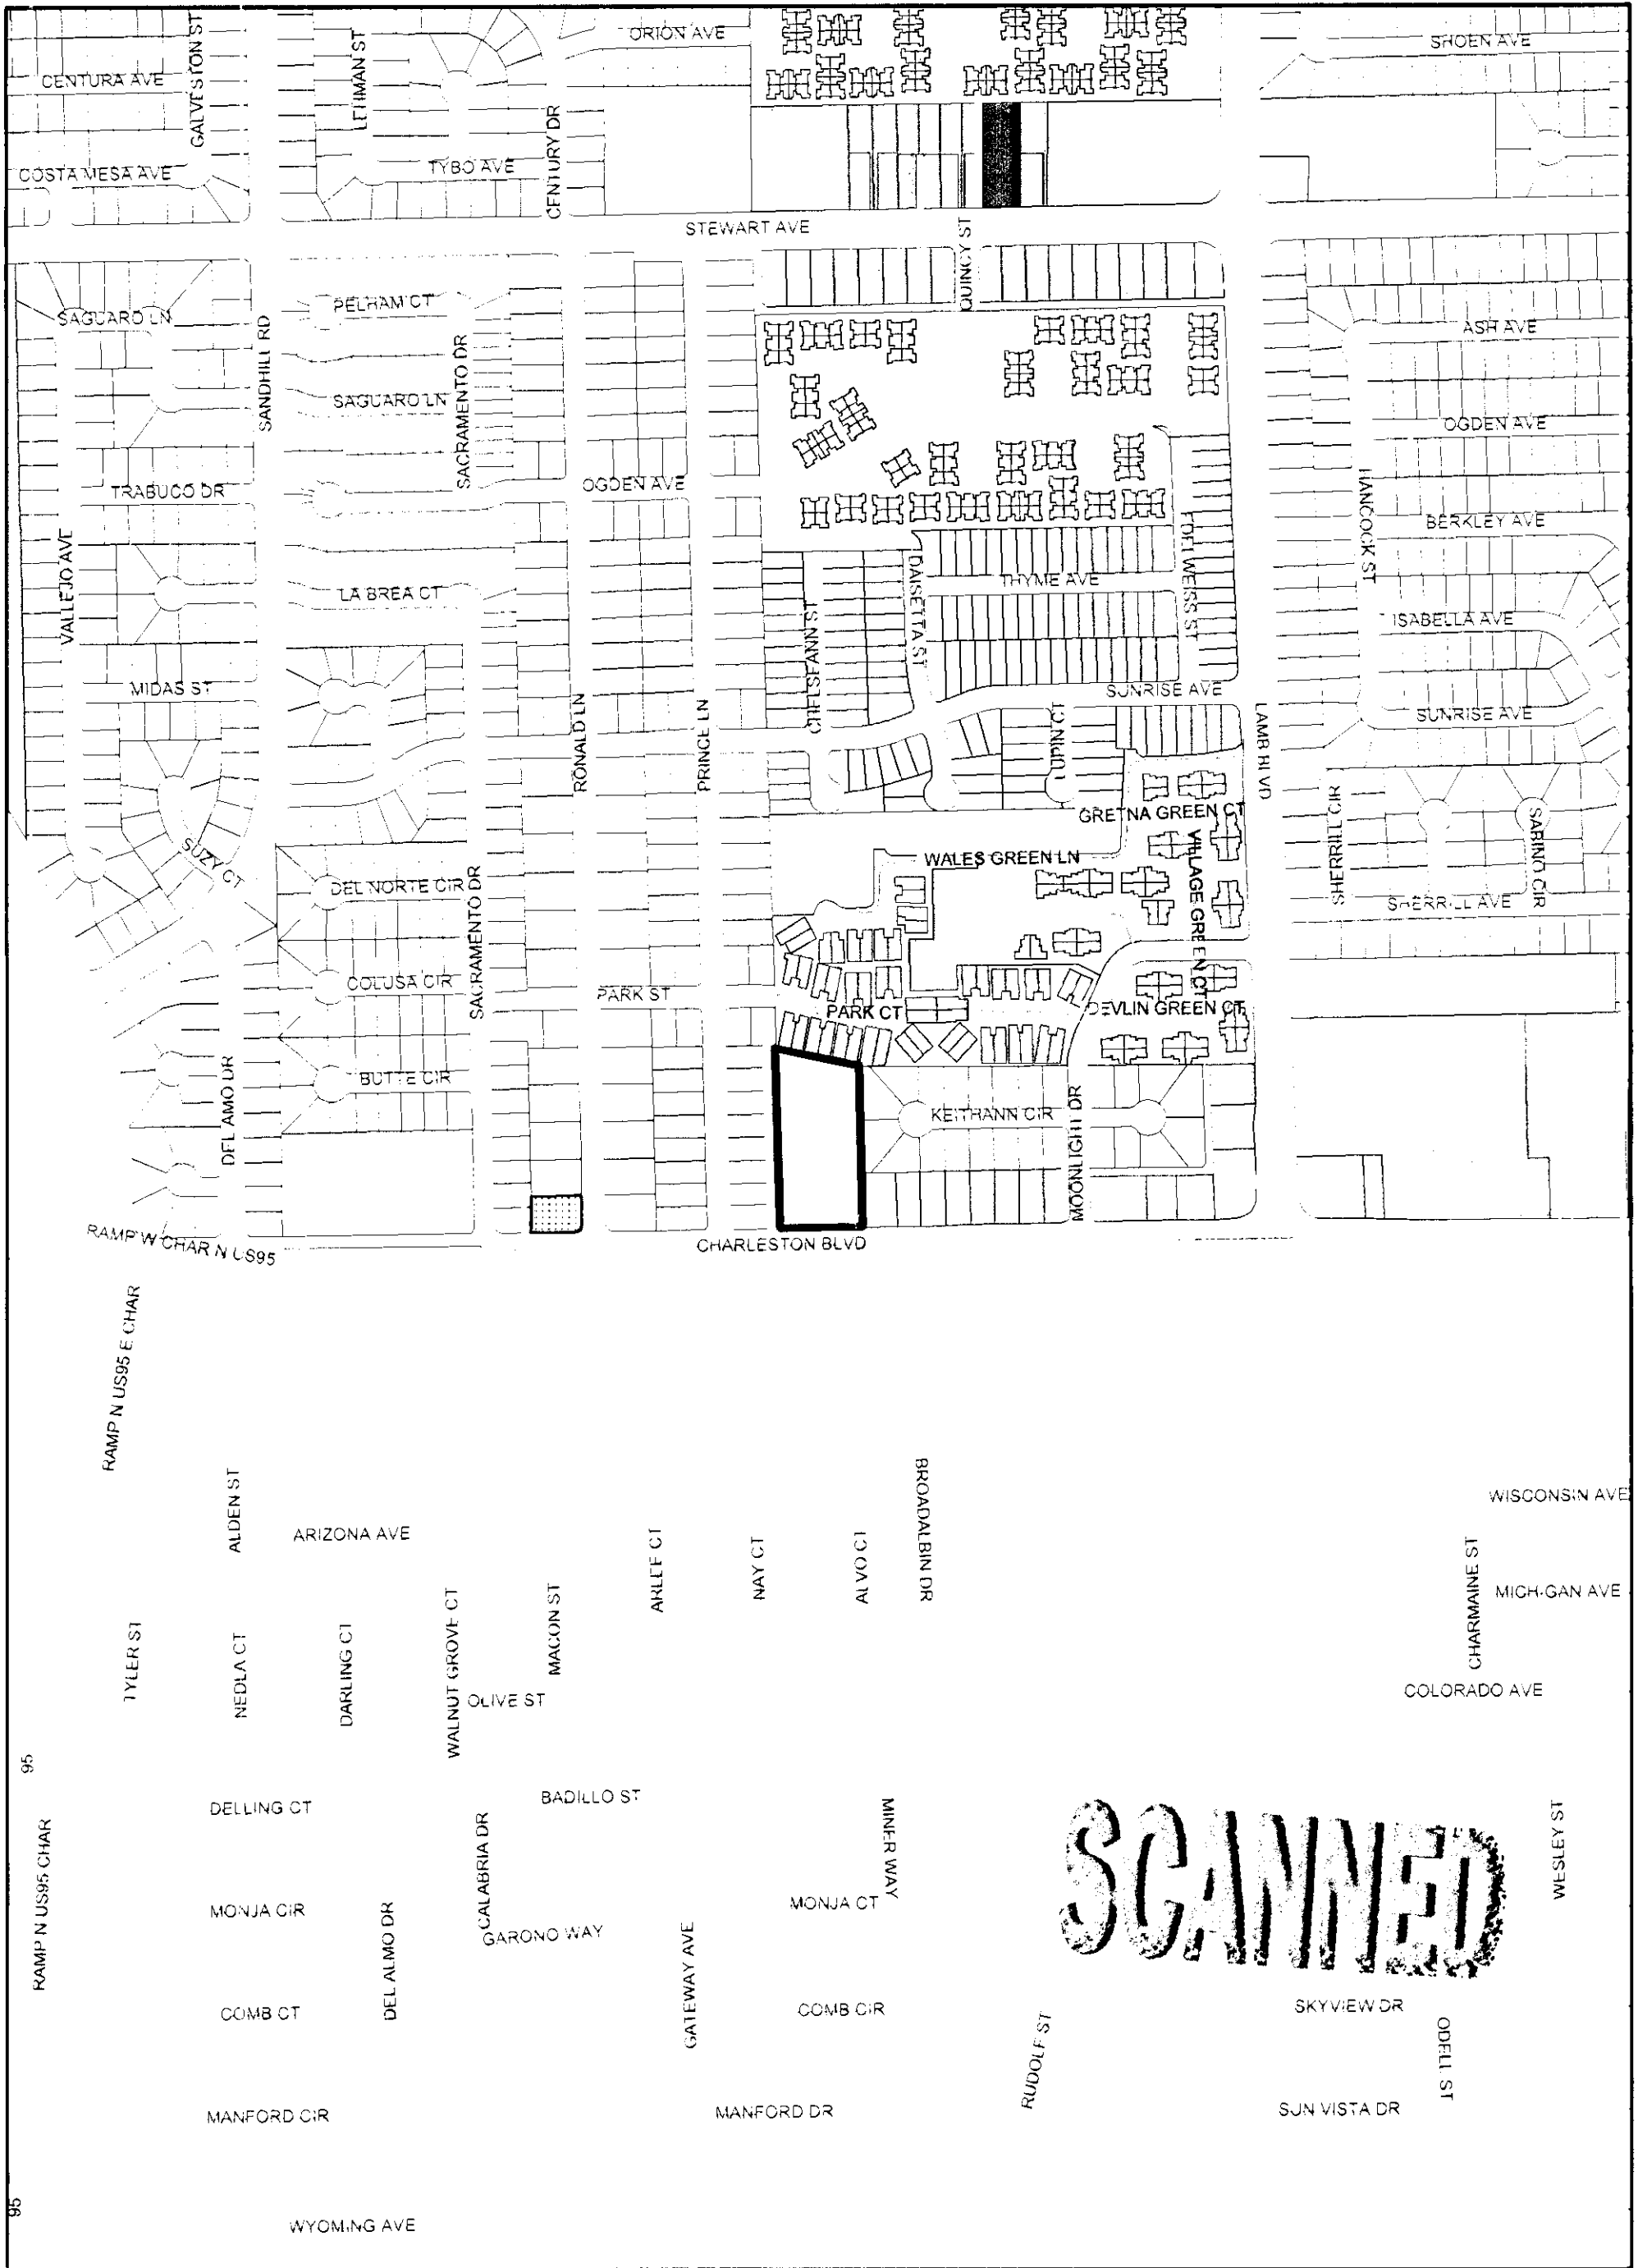 ORION AVE
SHOEN AVE
GALVESTON ST
LEHMAN ST
CENTURA AVE
CENTURY DR
COSTA MESA AVE
TYBO AVE
STEWART AVE
QUINCY ST
PELHAM CT
SAGUARO LN
ASH AVE
SANDHILL RD
SACRAMENTO DR
SAGUARO LN
OGDEN AVE
TRABUCO DR
OGDEN AVE
HANCOCK ST
BERKLEY AVE
VALLEJO AVE
LA BREA CT
CHELSEANN ST
DAISETTA ST
THYME AVE
EDELWEISS ST
ISABELLA AVE
MIDAS ST
SUNRISE AVE
SUNRISE AVE
RONALD LN
PRINCE LN
LUPIN CT
LAMB BLVD
GRETNA GREEN CT
SUZY CT
WALES GREEN LN
VILLAGE GREEN CT
SHERRILL CIR
SABINO CIR
DEL NORTE CIR
SACRAMENTO DR
SHERRILL AVE
COLUSA CIR
PARK ST
PARK CT
DEVLIN GREEN CT
DEL AMO DR
BUTTE CIR
KEITHANN CIR
MOONLIGHT DR
RAMP W CHAR N US95
CHARLESTON BLVD
RAMP N US95 E CHAR
ALDEN ST
ARIZONA AVE
ARLEE CT
NAY CT
ALVO CT
BROADALBIN DR
WISCONSIN AVE
CHARMAINE ST
MICHIGAN AVE
TYLER ST
NEDLA CT
DARLING CT
WALNUT GROVE CT
MACON ST
OLIVE ST
COLORADO AVE
95
DELLING CT
BADILLO ST
MINER WAY
WESLEY ST
SCANNED
RAMP N US95 CHAR
CALABRIA DR
MONJA CIR
DEL ALMO DR
GARONO WAY
MONJA CT
GATEWAY AVE
COMB CT
COMB CIR
RUDOLF ST
SKYVIEW DR
ODELL ST
MANFORD CIR
MANFORD DR
SUN VISTA DR
95
WYOMING AVE